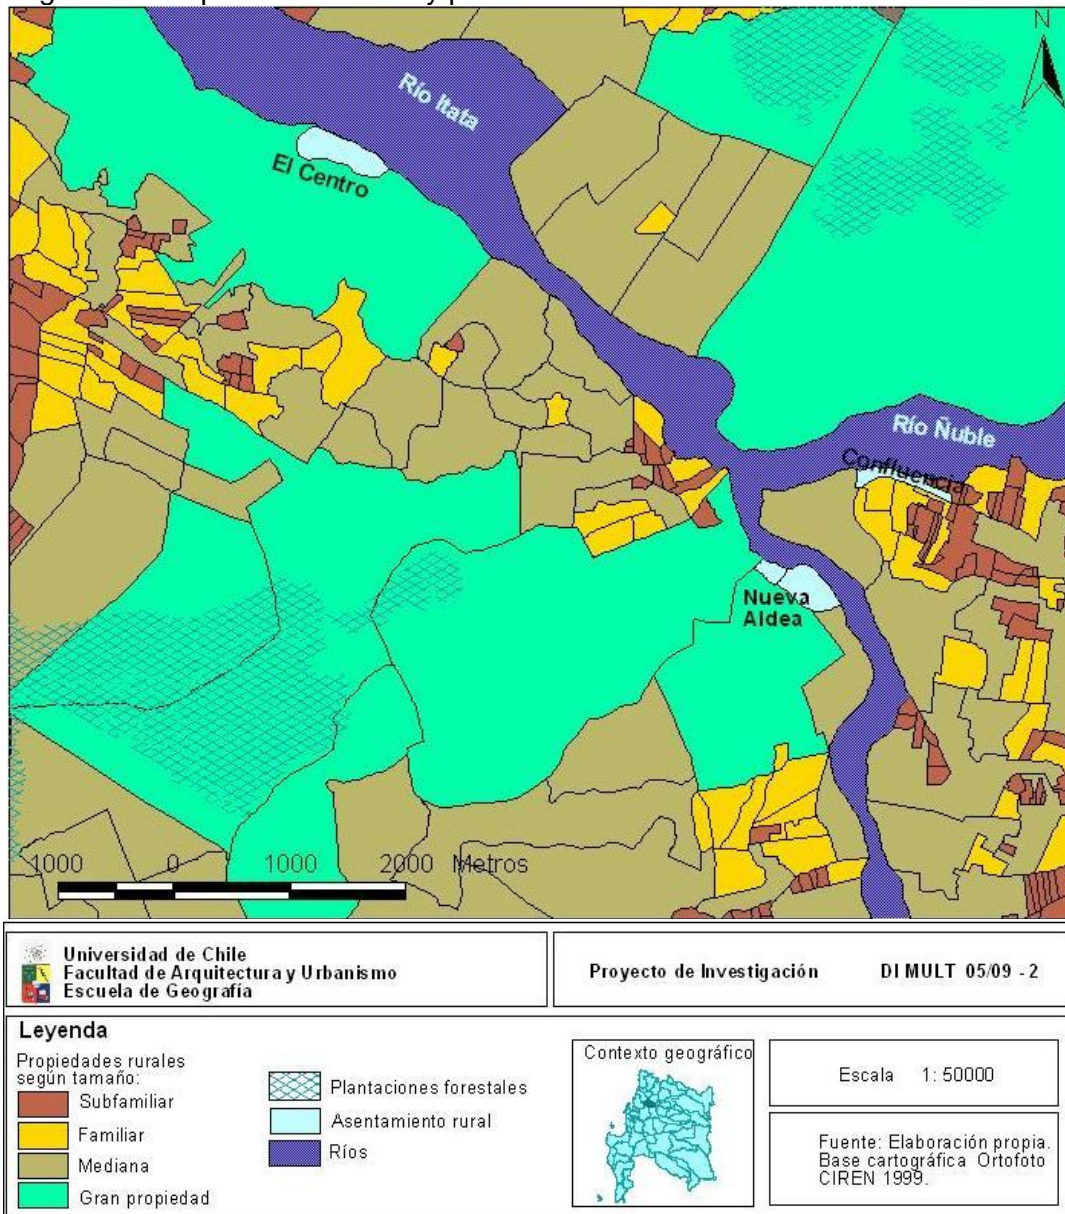 N
Río Itata
El Centro
Río Ñuble
Confluencia
Nueva
Aldea
1000 0 1000 2000 Metros
Universidad de Chile
Facultad de Arquitectura y Urbanismo
Escuela de Geografía
Proyecto de Investigación DI MULT 05/09 - 2
Leyenda
Propiedades rurales
según tamaño:
Subfamiliar
Familiar
Mediana
Gran propiedad
Plantaciones forestales
Asentamiento rural
Ríos
Contexto geográfico
Escala 1: 50000
Fuente: Elaboración propia.
Base cartográfica Ortofoto
CIREN 1999.